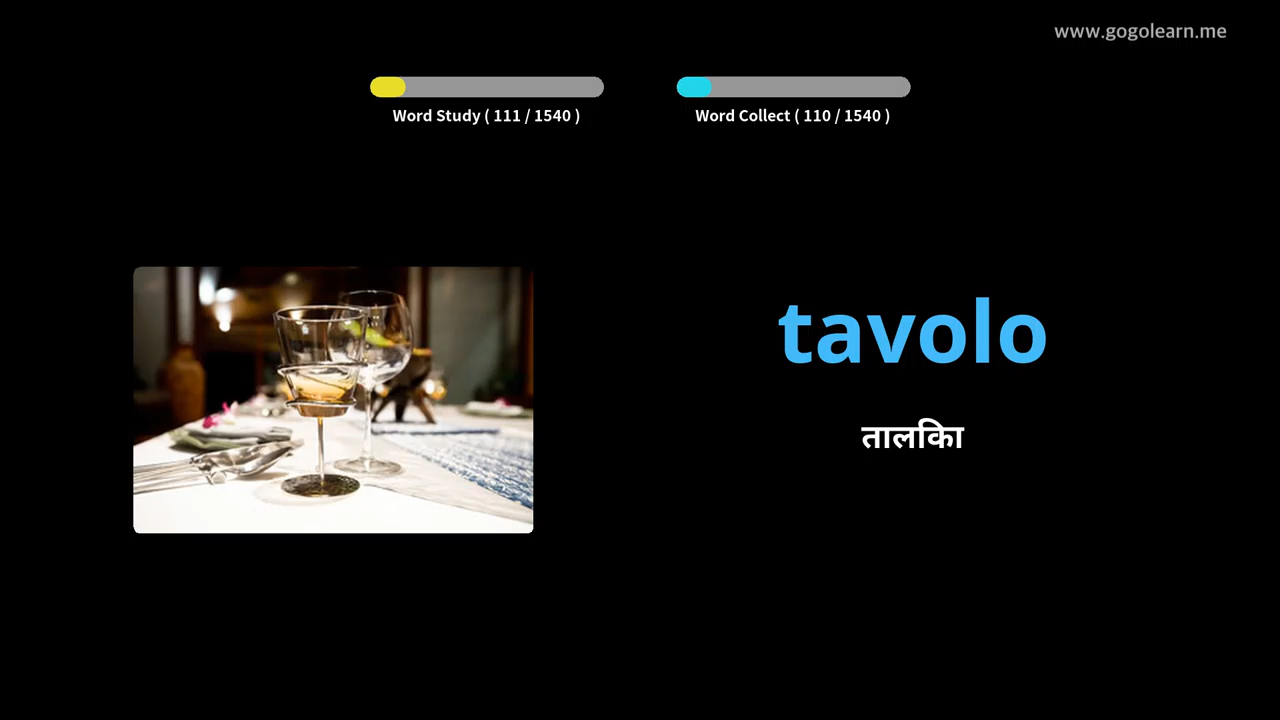 www.gogolearn.me
Word Study ( 111 / 1540 )
Word Collect ( 110 / 1540 )
tavolo
तालिका